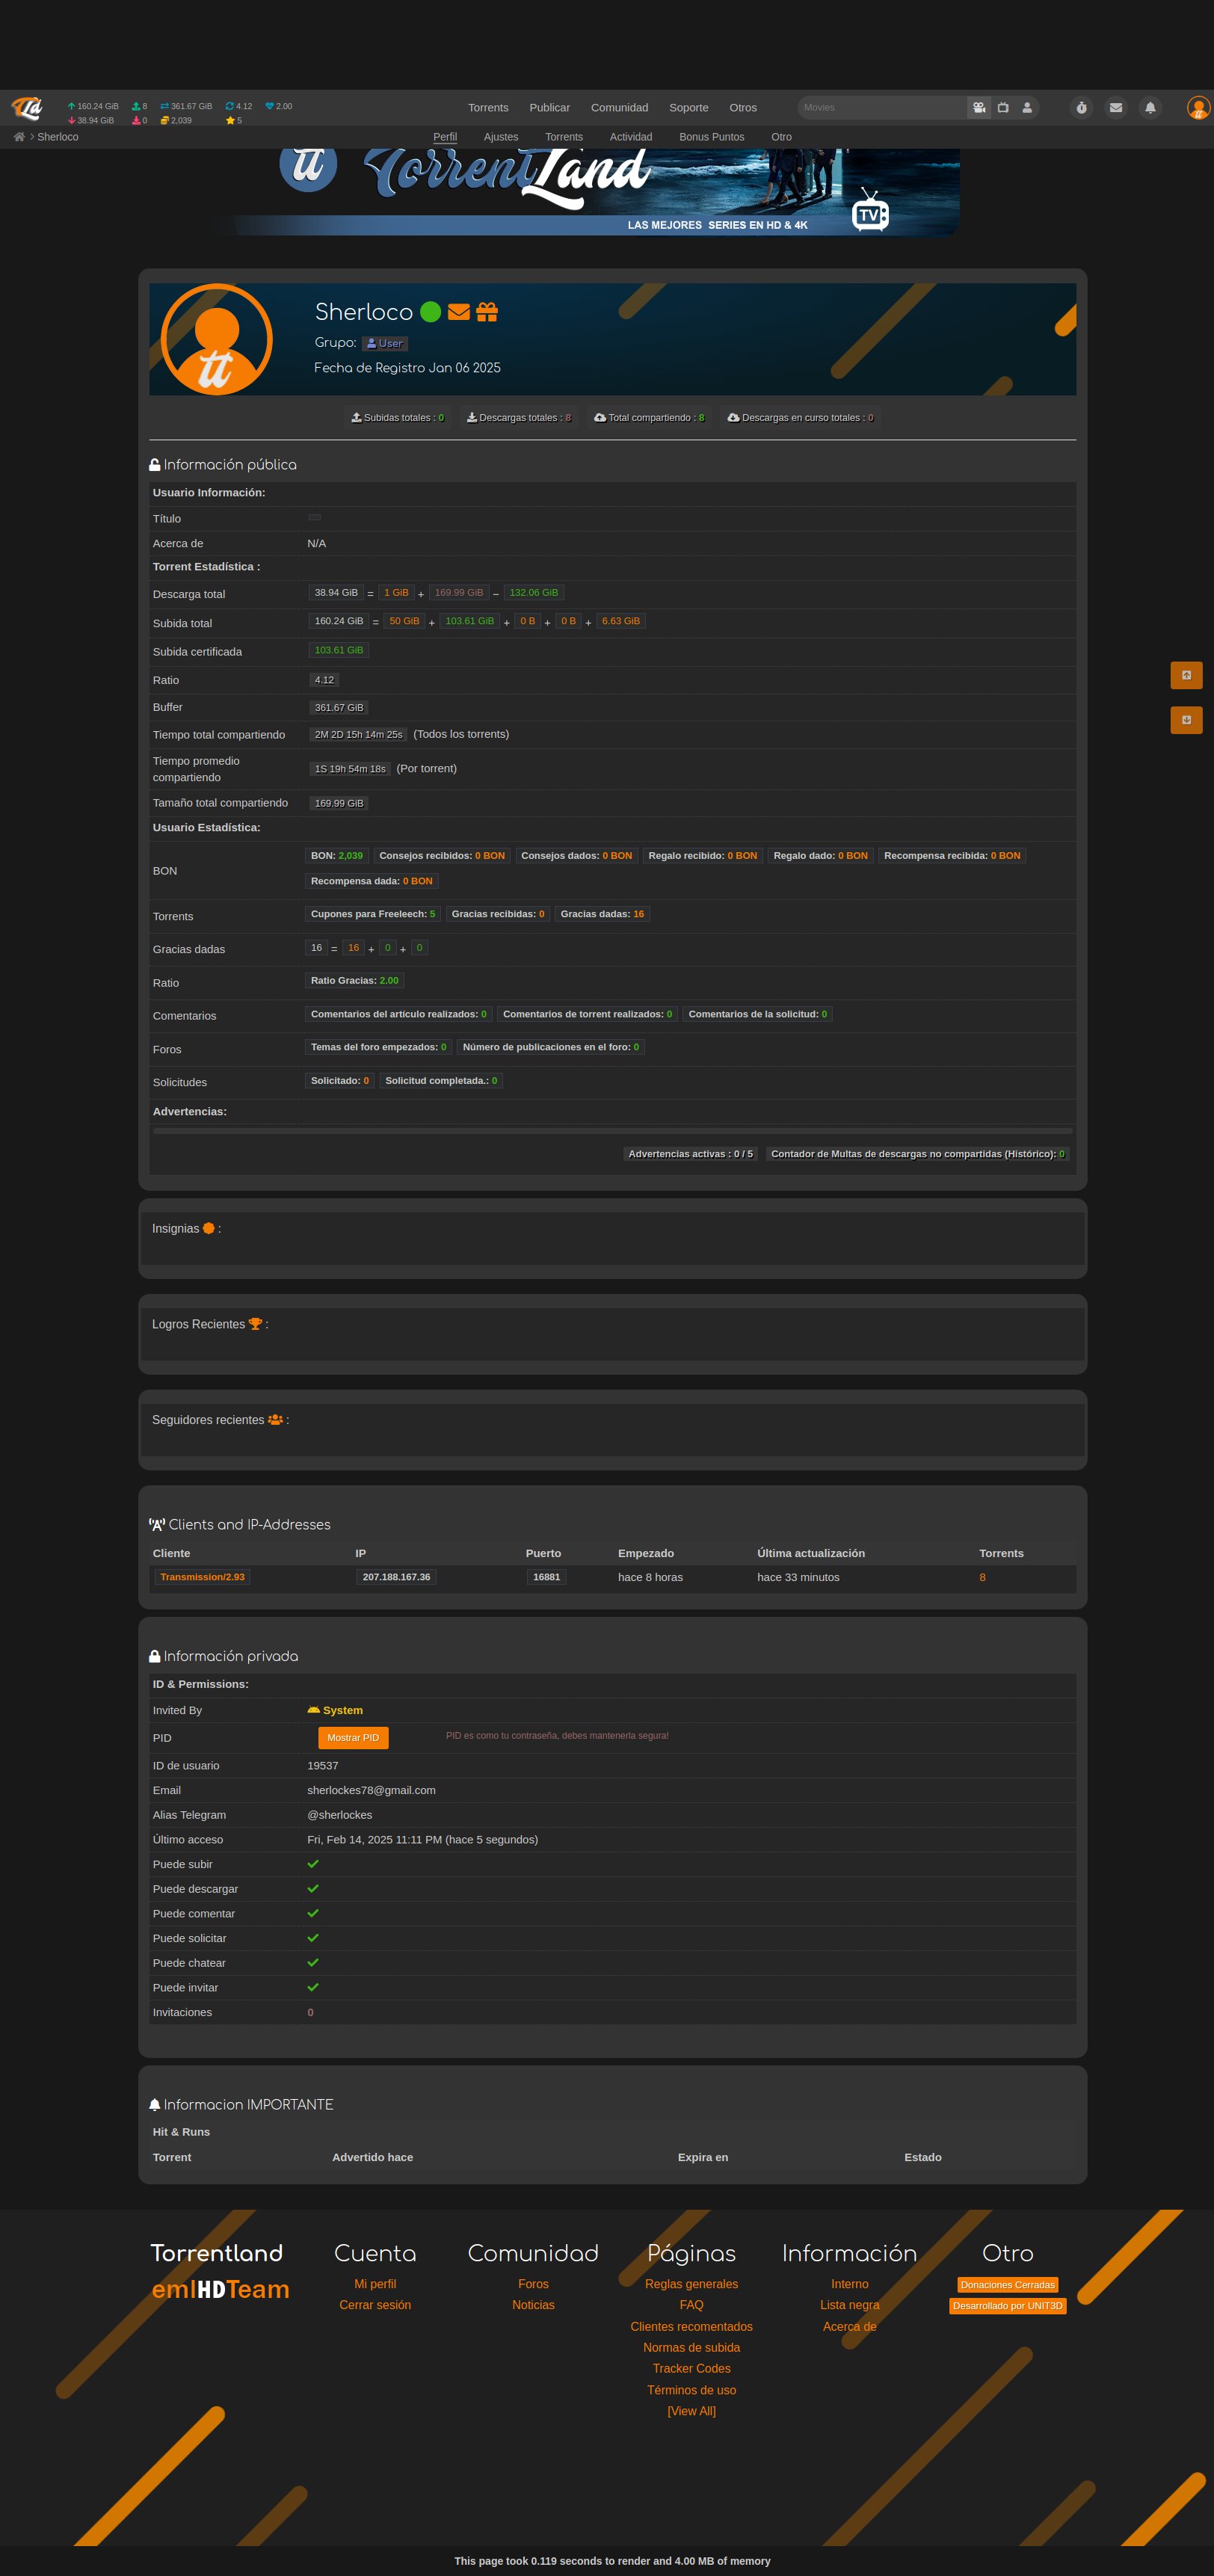 Ld
160.24 GiB 8 361.67 GiB 4.12 2.00
38.94 GiB 0 2,039 5
Torrents Publicar Comunidad Soporte Otros
Movies
Sherloco
Perfil Ajustes Torrents Actividad Bonus Puntos Otro
tt TorrentLand
LAS MEJORES SERIES EN HD & 4K
TV
Sherloco
Grupo: User
Fecha de Registro Jan 06 2025
tt
Subidas totales : 0 Descargas totales : 8 Total compartiendo : 8 Descargas en curso totales : 0
Información pública
Usuario Información:
Título
Acerca de N/A
Torrent Estadística :
Descarga total 38.94 GiB = 1 GiB + 169.99 GiB − 132.06 GiB
Subida total 160.24 GiB = 50 GiB + 103.61 GiB + 0 B + 0 B + 6.63 GiB
Subida certificada 103.61 GiB
Ratio 4.12
Buffer 361.67 GiB
Tiempo total compartiendo 2M 2D 15h 14m 25s (Todos los torrents)
Tiempo promedio
compartiendo 1S 19h 54m 18s (Por torrent)
Tamaño total compartiendo 169.99 GiB
Usuario Estadística:
BON BON: 2,039 Consejos recibidos: 0 BON Consejos dados: 0 BON Regalo recibido: 0 BON Regalo dado: 0 BON Recompensa recibida: 0 BON
Recompensa dada: 0 BON
Torrents Cupones para Freeleech: 5 Gracias recibidas: 0 Gracias dadas: 16
Gracias dadas 16 = 16 + 0 + 0
Ratio Ratio Gracias: 2.00
Comentarios Comentarios del artículo realizados: 0 Comentarios de torrent realizados: 0 Comentarios de la solicitud: 0
Foros Temas del foro empezados: 0 Número de publicaciones en el foro: 0
Solicitudes Solicitado: 0 Solicitud completada.: 0
Advertencias:
Advertencias activas : 0 / 5 Contador de Multas de descargas no compartidas (Histórico): 0
Insignias :
Logros Recientes :
Seguidores recientes :
Clients and IP-Addresses
Cliente IP Puerto Empezado Última actualización Torrents
Transmission/2.93 207.188.167.36 16881 hace 8 horas hace 33 minutos 8
Información privada
ID & Permissions:
Invited By System
PID Mostrar PID PID es como tu contraseña, debes mantenerla segura!
ID de usuario 19537
Email sherlockes78@gmail.com
Alias Telegram @sherlockes
Último acceso Fri, Feb 14, 2025 11:11 PM (hace 5 segundos)
Puede subir
Puede descargar
Puede comentar
Puede solicitar
Puede chatear
Puede invitar
Invitaciones 0
Informacion IMPORTANTE
Hit & Runs
Torrent Advertido hace Expira en Estado
Torrentland Cuenta Comunidad Páginas Información Otro
emlHDTeam Mi perfil Foros Reglas generales Interno Donaciones Cerradas
Cerrar sesión Noticias FAQ Lista negra Desarrollado por UNIT3D
Clientes recomentados Acerca de
Normas de subida
Tracker Codes
Términos de uso
[View All]
This page took 0.119 seconds to render and 4.00 MB of memory